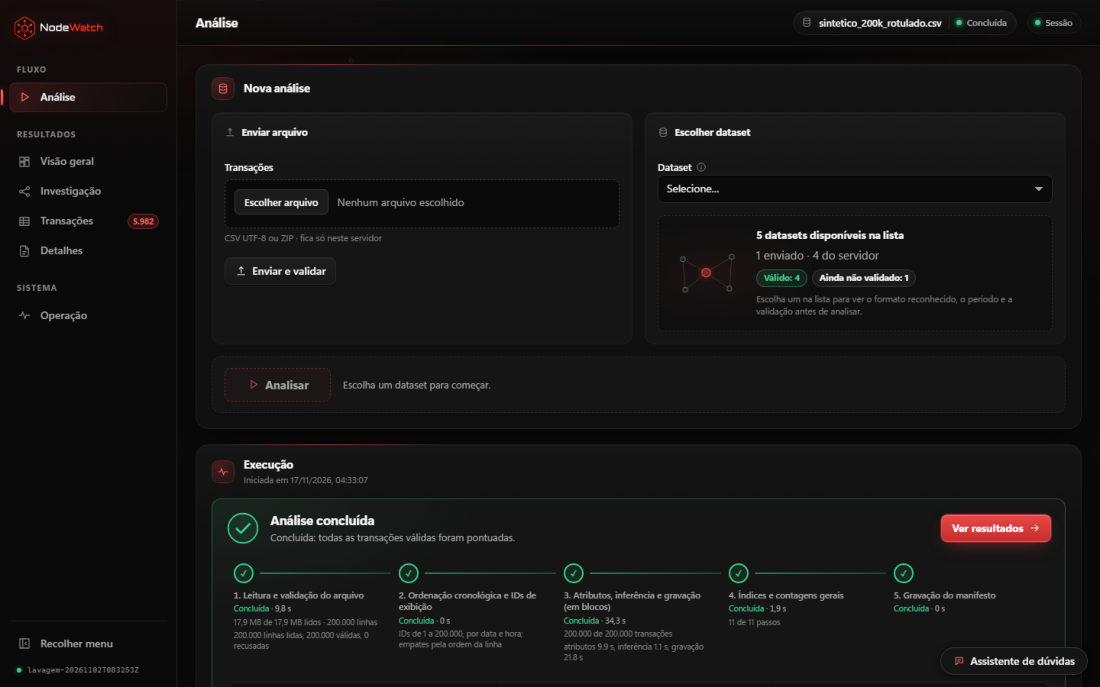 NodeWatch
FLUXO
Análise
RESULTADOS
Visão geral
Investigação
Transações
5.982
Detalhes
SISTEMA
Operação
Recolher menu
lavagem-20261102T083253Z
Análise
sintetico_200k_rotulado.csv
Concluída
Sessão
Nova análise
Enviar arquivo
Transações
Escolher arquivo
Nenhum arquivo escolhido
CSV UTF-8 ou ZIP · fica só neste servidor
Enviar e validar
Escolher dataset
Dataset
Selecione...
5 datasets disponíveis na lista
1 enviado · 4 do servidor
Válido: 4
Ainda não validado: 1
Escolha um na lista para ver o formato reconhecido, o período e a
validação antes de analisar.
Analisar
Escolha um dataset para começar.
Execução
Iniciada em 17/11/2026, 04:33:07
Análise concluída
Concluída: todas as transações válidas foram pontuadas.
Ver resultados
1. Leitura e validação do arquivo
Concluída · 9,8 s
17,9 MB de 17,9 MB lidos · 200.000 linhas
200.000 linhas lidas, 200.000 válidas, 0
recusadas
2. Ordenação cronológica e IDs de
exibição
Concluída · 0 s
IDs de 1 a 200.000, por data e hora;
empates pela ordem da linha
3. Atributos, inferência e gravação
(em blocos)
Concluída · 34,3 s
200.000 de 200.000 transações
atributos 9.9 s, inferência 1.1 s, gravação
21.8 s
4. Índices e contagens gerais
Concluída · 1,9 s
11 de 11 passos
5. Gravação do manifesto
Concluída · 0 s
Assistente de dúvidas